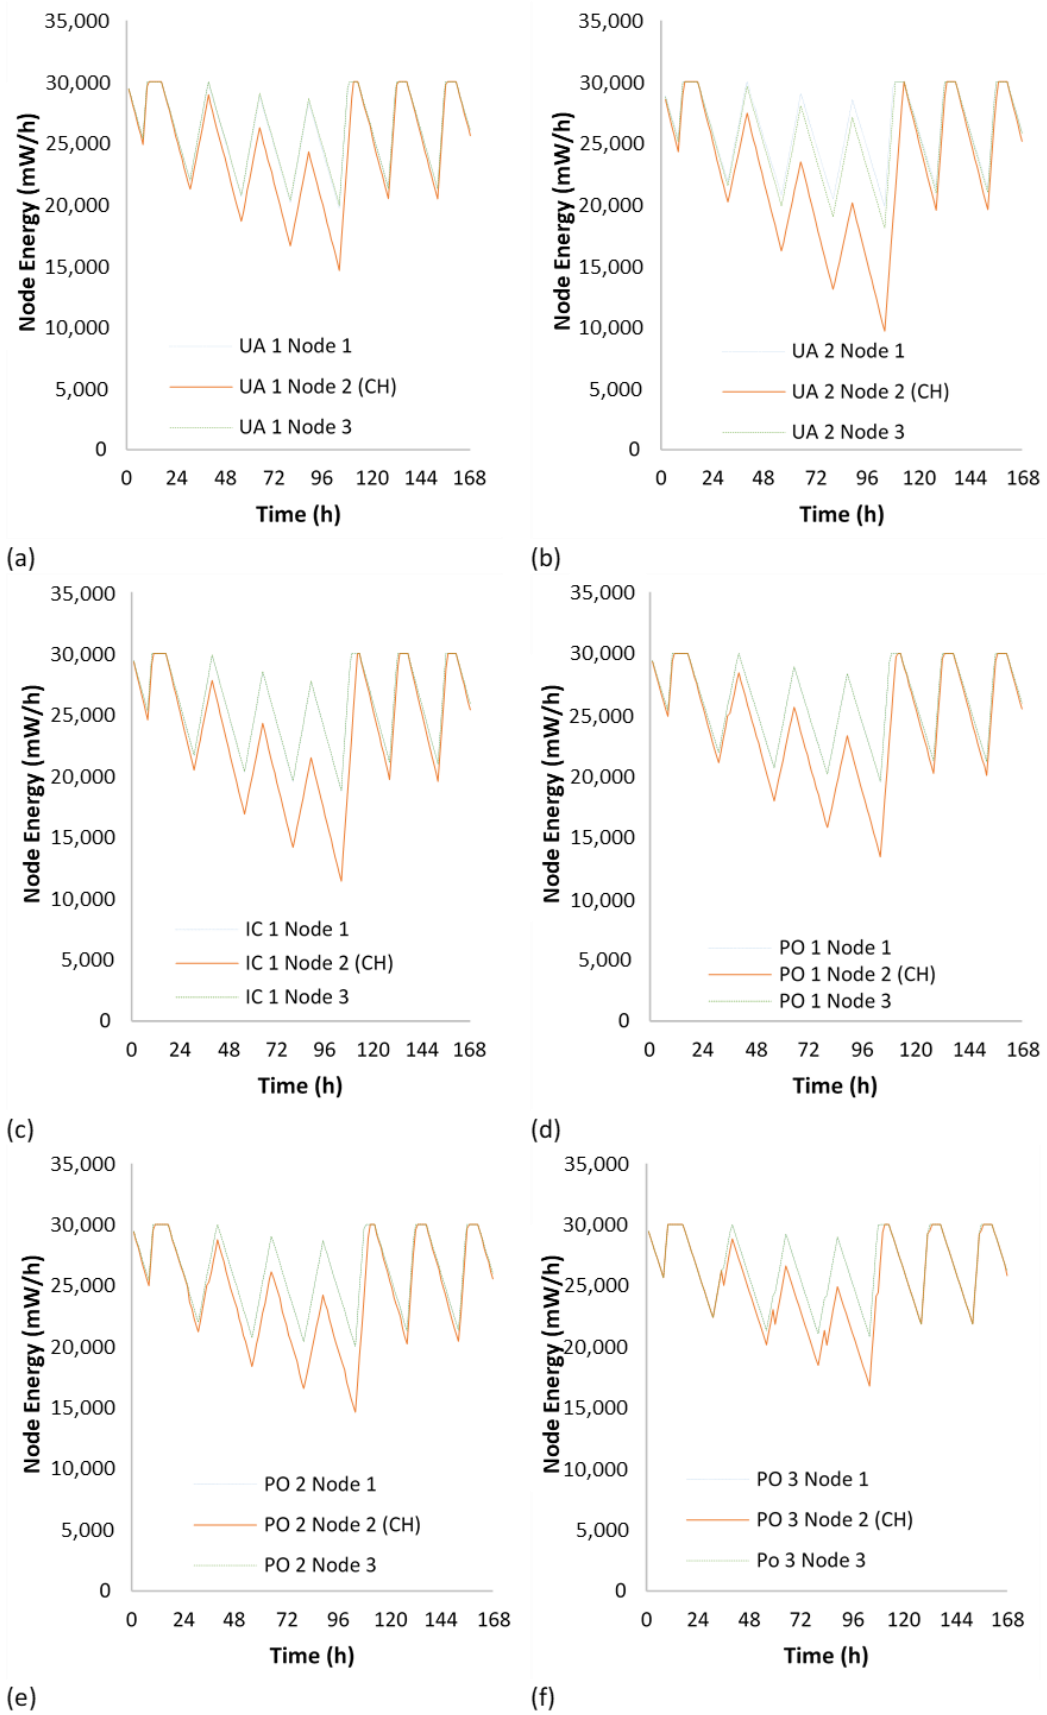 35,000
30,000
25,000
20,000
15,000
10,000
5,000
0
Node Energy (mW/h)
UA 1 Node 1
UA 1 Node 2 (CH)
UA 1 Node 3
0 24 48 72 96 120 144 168
Time (h)
(a)
35,000
30,000
25,000
20,000
15,000
10,000
5,000
0
Node Energy (mW/h)
UA 2 Node 1
UA 2 Node 2 (CH)
UA 2 Node 3
0 24 48 72 96 120 144 168
Time (h)
(b)
35,000
30,000
25,000
20,000
15,000
10,000
5,000
0
Node Energy (mW/h)
IC 1 Node 1
IC 1 Node 2 (CH)
IC 1 Node 3
0 24 48 72 96 120 144 168
Time (h)
(c)
35,000
30,000
25,000
20,000
15,000
10,000
5,000
0
Node Energy (mW/h)
PO 1 Node 1
PO 1 Node 2 (CH)
PO 1 Node 3
0 24 48 72 96 120 144 168
Time (h)
(d)
35,000
30,000
25,000
20,000
15,000
10,000
5,000
0
Node Energy (mW/h)
PO 2 Node 1
PO 2 Node 2 (CH)
PO 2 Node 3
0 24 48 72 96 120 144 168
Time (h)
(e)
35,000
30,000
25,000
20,000
15,000
10,000
5,000
0
Node Energy (mW/h)
PO 3 Node 1
PO 3 Node 2 (CH)
Po 3 Node 3
0 24 48 72 96 120 144 168
Time (h)
(f)